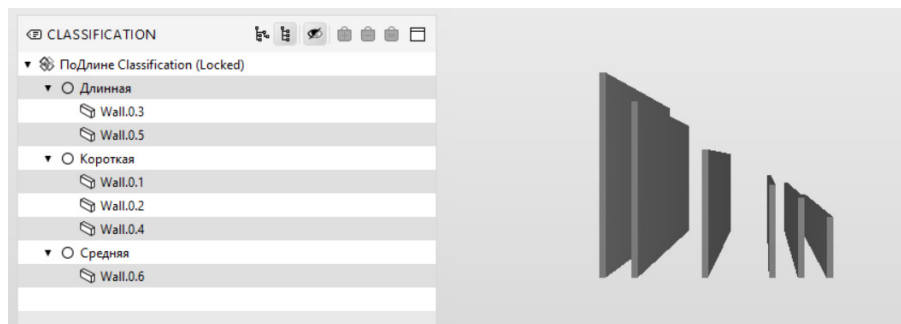 CLASSIFICATION
ПоДлине Classification (Locked)
Длинная
Wall.0.3
Wall.0.5
Короткая
Wall.0.1
Wall.0.2
Wall.0.4
Средняя
Wall.0.6